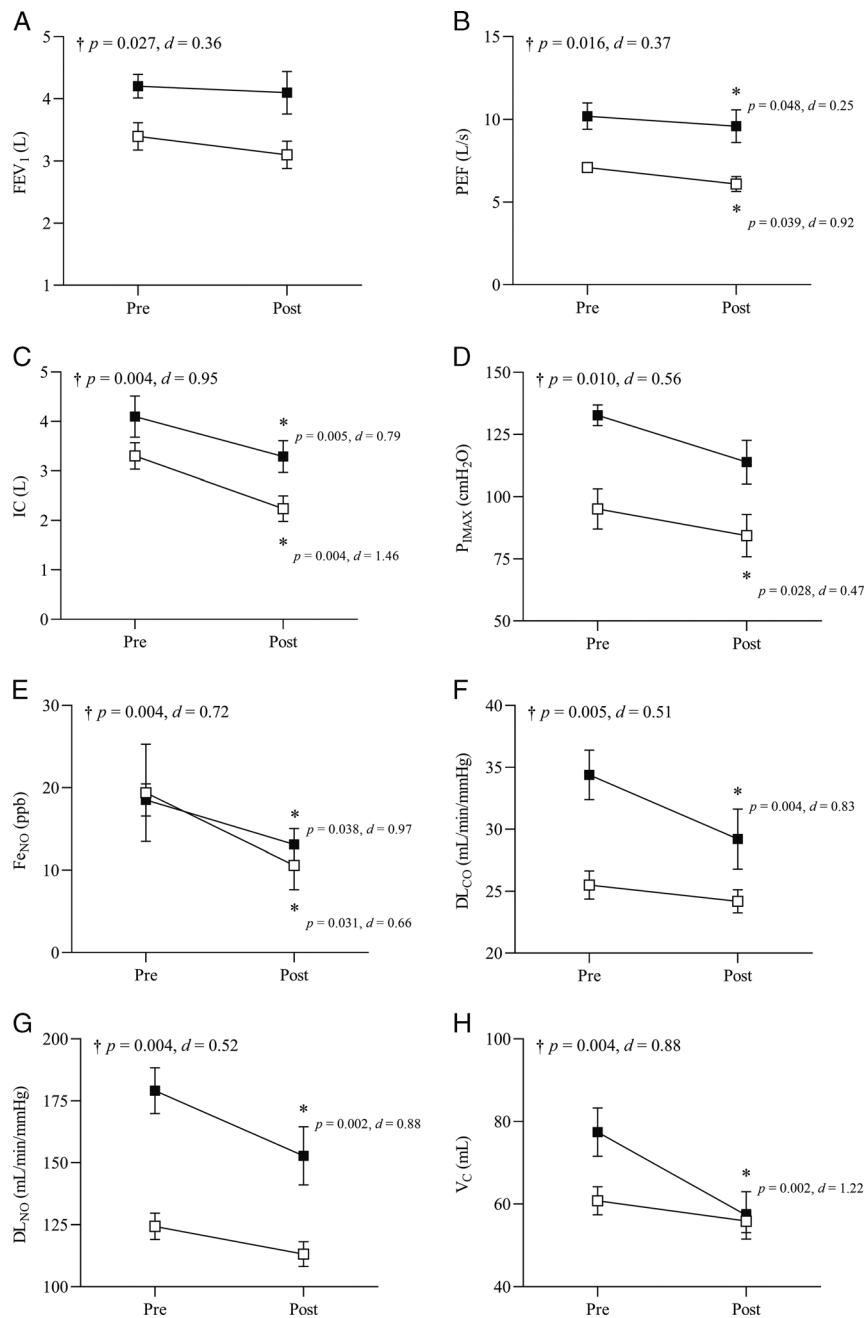 A
† p = 0.027, d = 0.36
5
4
3
2
1
FEV₁ (L)
Pre Post
B
† p = 0.016, d = 0.37
15
10
5
0
PEF (L/s)
*
p = 0.048, d = 0.25
*
p = 0.039, d = 0.92
Pre Post
C
† p = 0.004, d = 0.95
5
4
3
2
1
0
IC (L)
*
p = 0.005, d = 0.79
*
p = 0.004, d = 1.46
Pre Post
D
† p = 0.010, d = 0.56
150
125
100
75
50
P_IMAX (cmH₂O)
*
p = 0.028, d = 0.47
Pre Post
E
† p = 0.004, d = 0.72
30
20
10
0
Fe_NO (ppb)
*
p = 0.038, d = 0.97
*
p = 0.031, d = 0.66
Pre Post
F
† p = 0.005, d = 0.51
40
35
30
25
20
DL_CO (mL/min/mmHg)
*
p = 0.004, d = 0.83
Pre Post
G
† p = 0.004, d = 0.52
200
175
150
125
100
DL_NO (mL/min/mmHg)
*
p = 0.002, d = 0.88
Pre Post
H
† p = 0.004, d = 0.88
100
80
60
40
V_C (mL)
*
p = 0.002, d = 1.22
Pre Post